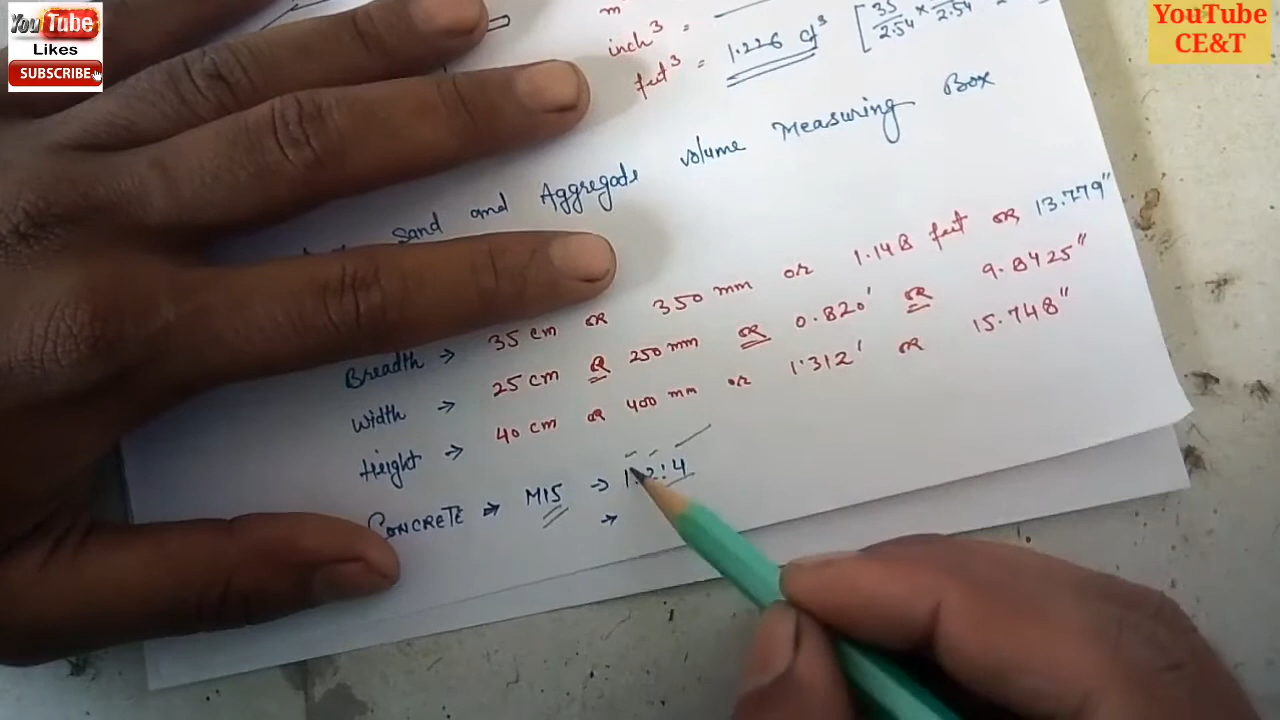 YouTube
Likes
SUBSCRIBE
YouTube
CE&T
m
inch³ =
feet³ = 1.226 cf³ [35/2.54 ×
2.54
Sand and Aggregate volume Measuring Box
Breadth → 35 cm or 350 mm or 1.148 feet or 13.779"
Width → 25 cm or 250 mm or 0.820' or 9.8425"
Height → 40 cm or 400 mm or 1.312' or 15.748"
CONCRETE → M15 → 1:2:4
→